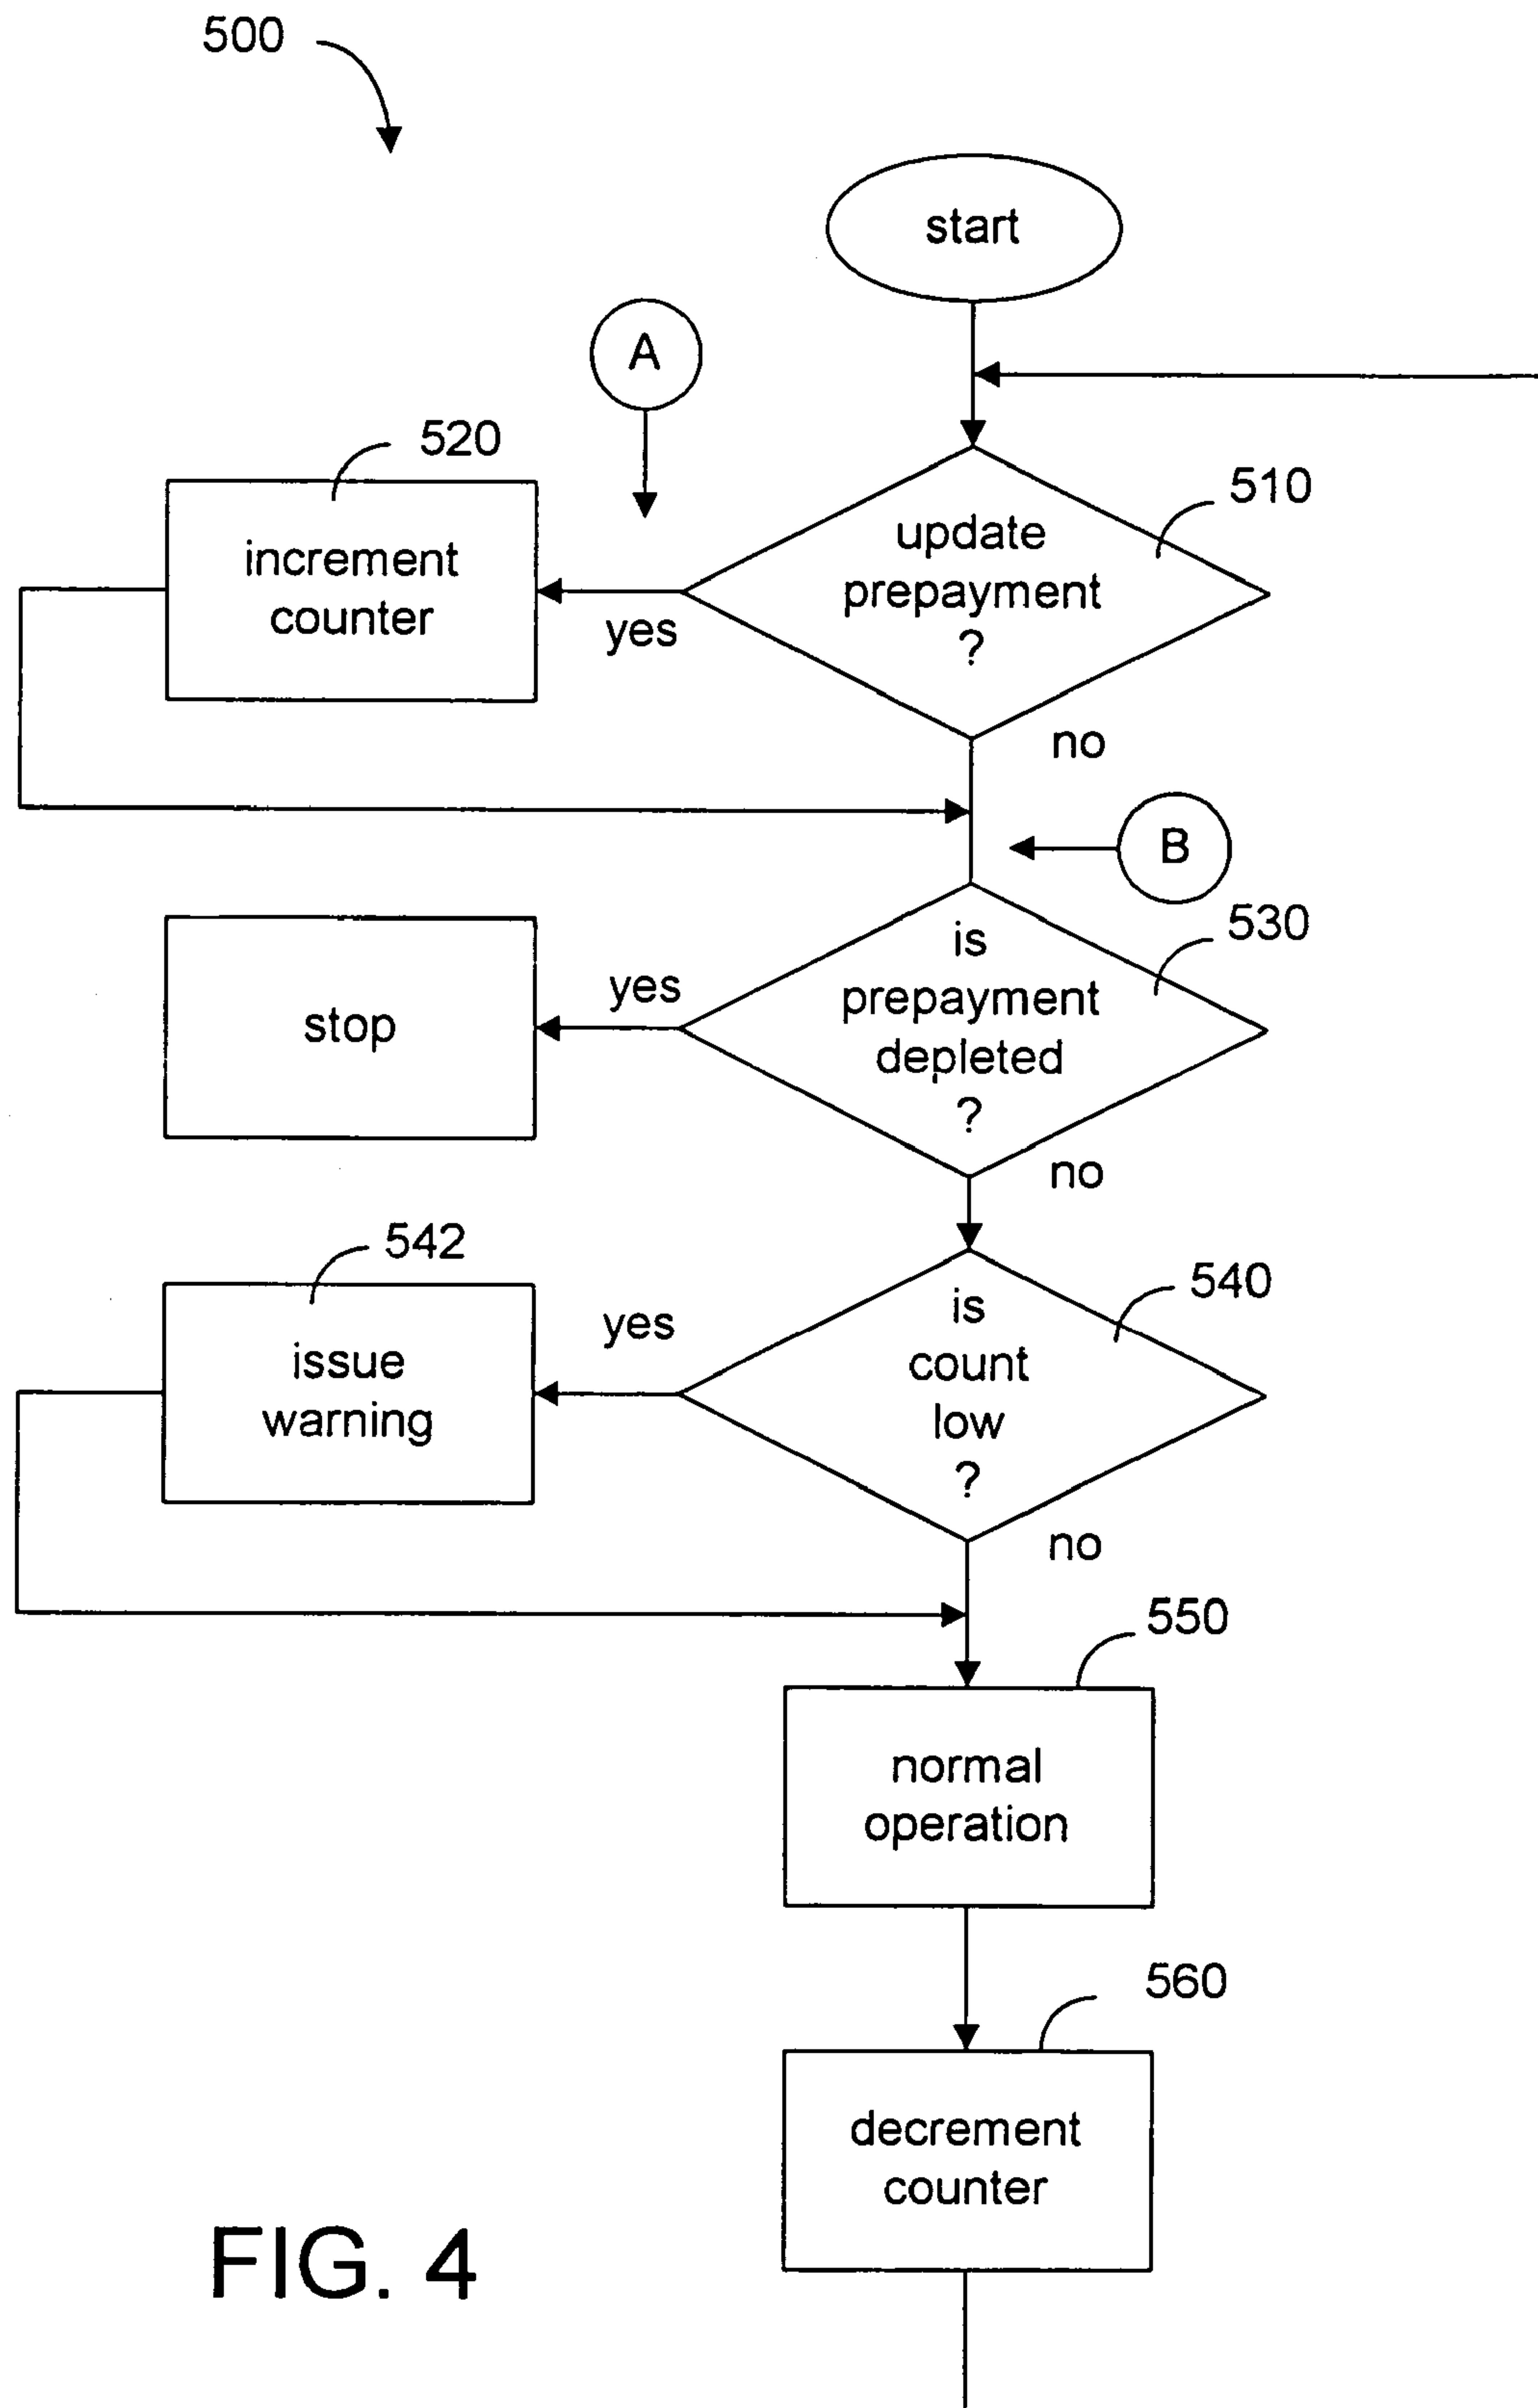 500
start
A
520
510
increment
counter
update
prepayment
?
yes
no
B
530
is
prepayment
depleted
?
yes
stop
no
542
540
is
count
low
?
yes
issue
warning
no
550
normal
operation
560
decrement
counter
FIG. 4